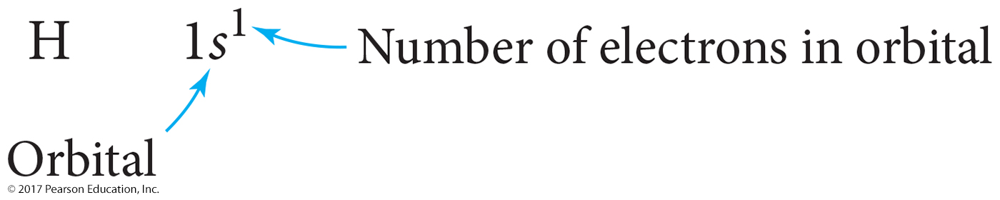 H 1s¹ Number of electrons in orbital
Orbital
© 2017 Pearson Education, Inc.